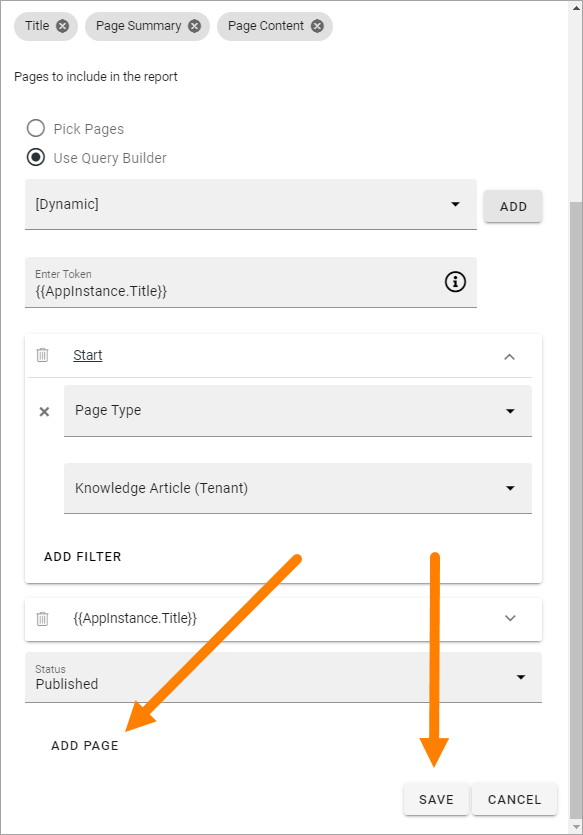 Title Page Summary Page Content
Pages to include in the report
Pick Pages
Use Query Builder
[Dynamic]
ADD
Enter Token
{{AppInstance.Title}}
Start
Page Type
Knowledge Article (Tenant)
ADD FILTER
{{AppInstance.Title}}
Status
Published
ADD PAGE
SAVE CANCEL